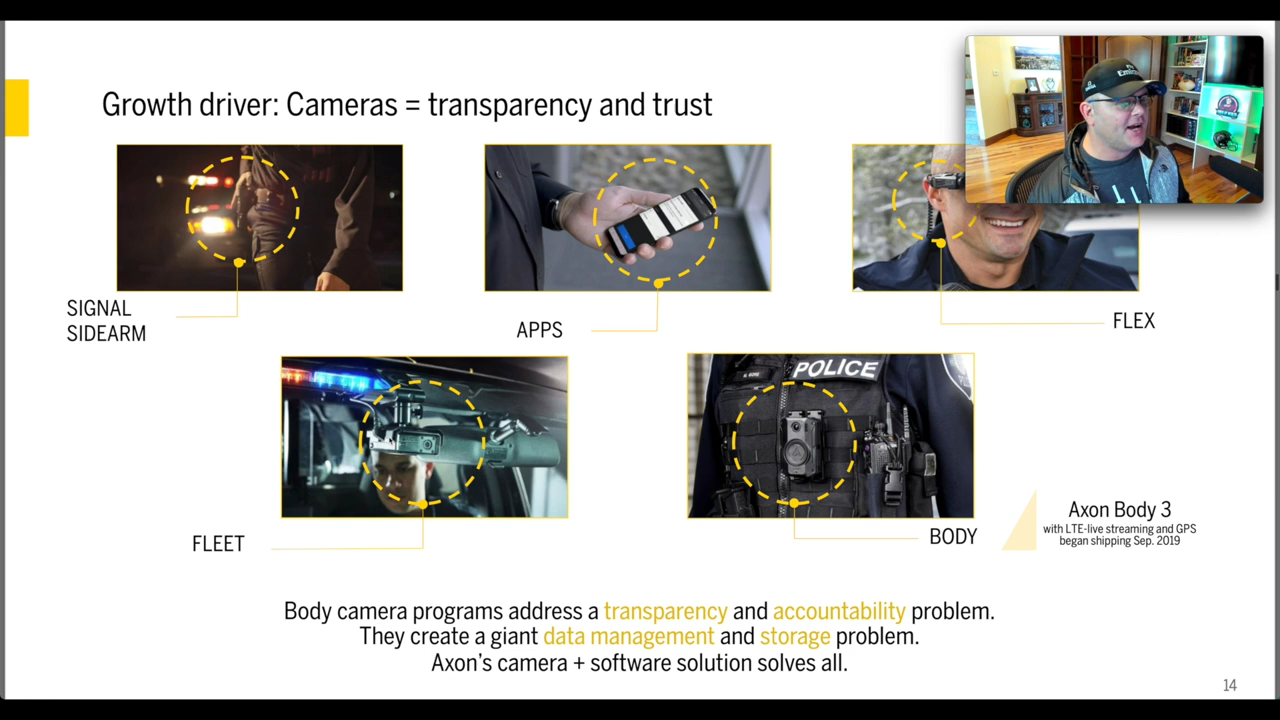 Growth driver: Cameras = transparency and trust
Emirates
SIGNAL
SIDEARM
APPS
FLEX
POLICE
FLEET
BODY
Axon Body 3
with LTE-live streaming and GPS
began shipping Sep. 2019
Body camera programs address a transparency and accountability problem.
They create a giant data management and storage problem.
Axon's camera + software solution solves all.
14